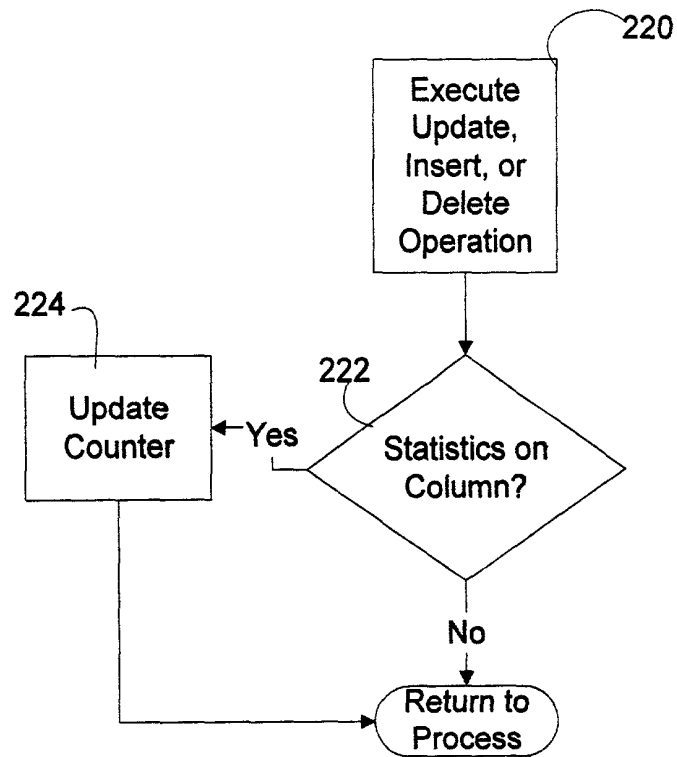 220
Execute
Update,
Insert, or
Delete
Operation
224
222
Update
Counter
Yes
Statistics on
Column?
No
Return to
Process